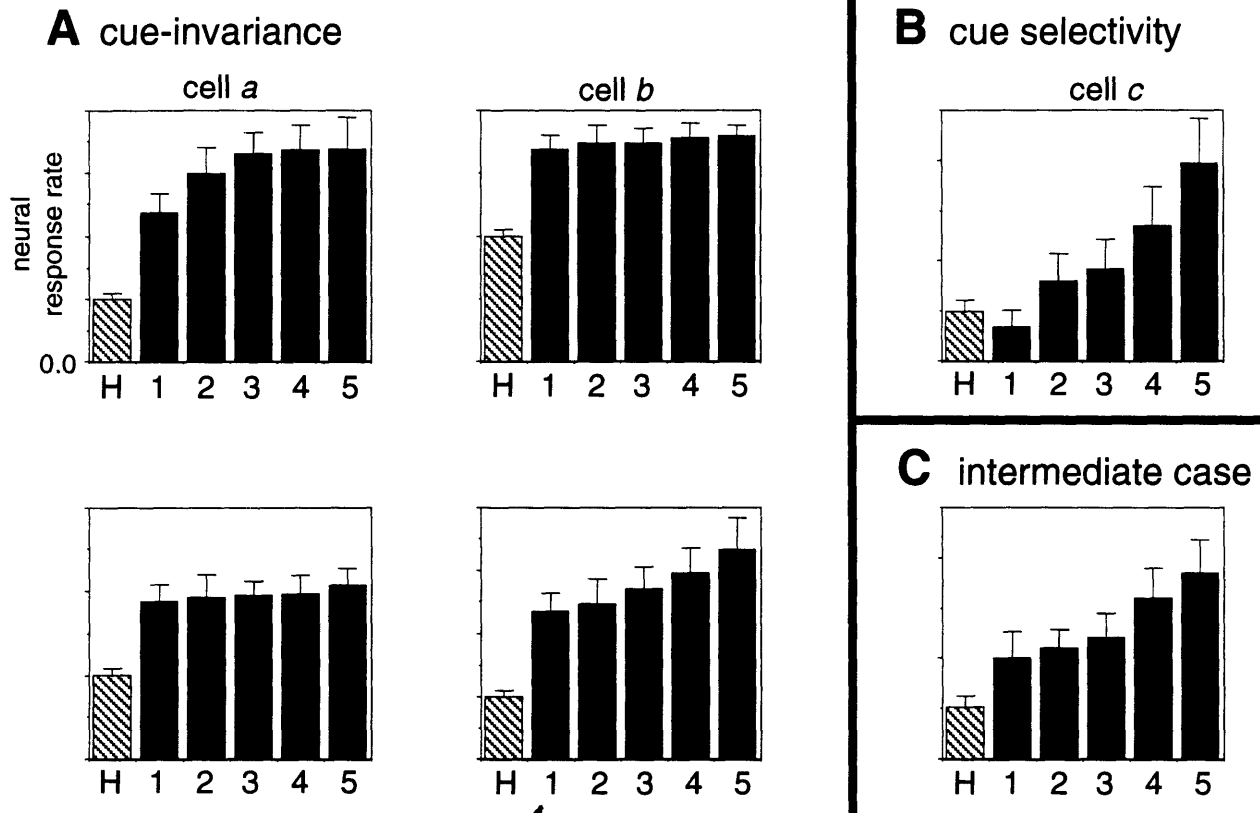 A cue-invariance
cell a
cell b
neural
response rate
0.0
H 1 2 3 4 5
H 1 2 3 4 5
H 1 2 3 4 5
H 1 2 3 4 5
B cue selectivity
cell c
H 1 2 3 4 5
C intermediate case
H 1 2 3 4 5